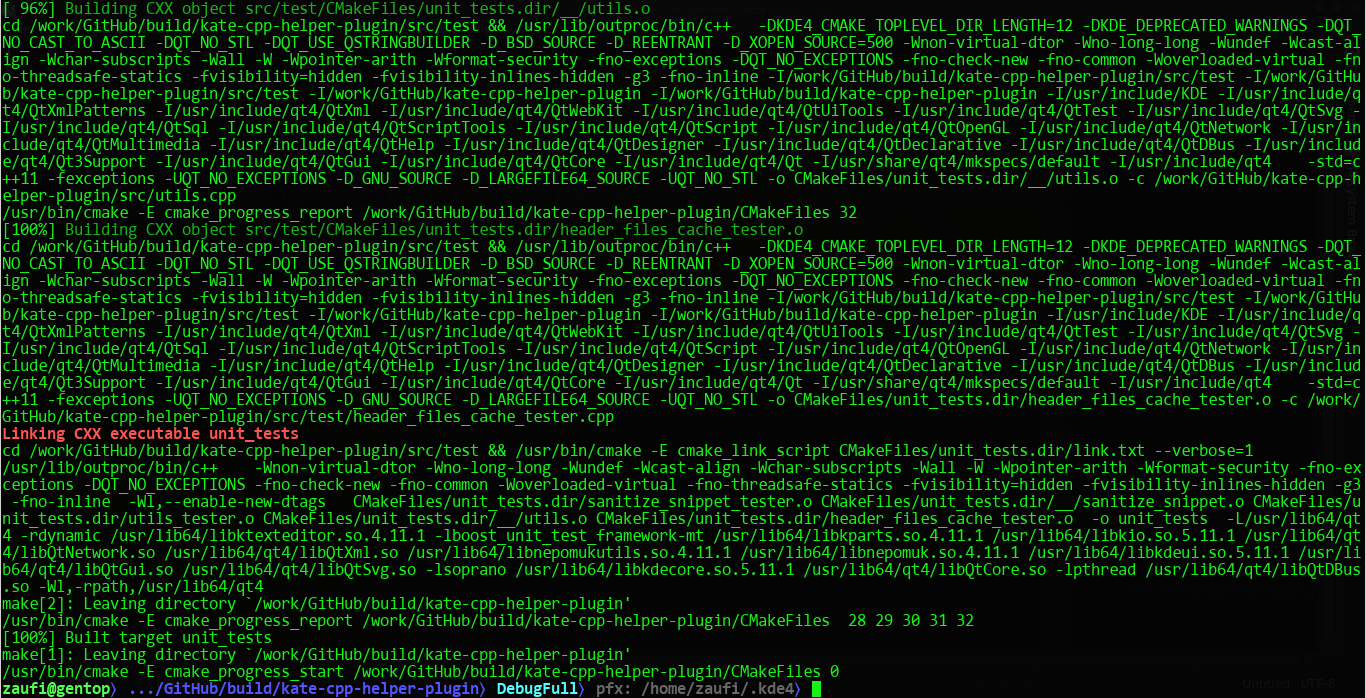 [ 96%] Building CXX object src/test/CMakeFiles/unit_tests.dir/__/utils.o
cd /work/GitHub/build/kate-cpp-helper-plugin/src/test && /usr/lib/outproc/bin/c++   -DKDE4_CMAKE_TOPLEVEL_DIR_LENGTH=12 -DKDE_DEPRECATED_WARNINGS -DQT_
NO_CAST_TO_ASCII -DQT_NO_STL -DQT_USE_QSTRINGBUILDER -D_BSD_SOURCE -D_REENTRANT -D_XOPEN_SOURCE=500 -Wnon-virtual-dtor -Wno-long-long -Wundef -Wcast-al
ign -Wchar-subscripts -Wall -W -Wpointer-arith -Wformat-security -fno-exceptions -DQT_NO_EXCEPTIONS -fno-check-new -fno-common -Woverloaded-virtual -fn
o-threadsafe-statics -fvisibility=hidden -fvisibility-inlines-hidden -g3 -fno-inline -I/work/GitHub/build/kate-cpp-helper-plugin/src/test -I/work/GitHu
b/kate-cpp-helper-plugin/src/test -I/work/GitHub/kate-cpp-helper-plugin -I/work/GitHub/build/kate-cpp-helper-plugin -I/usr/include/KDE -I/usr/include/q
t4/QtXmlPatterns -I/usr/include/qt4/QtXml -I/usr/include/qt4/QtWebKit -I/usr/include/qt4/QtUiTools -I/usr/include/qt4/QtTest -I/usr/include/qt4/QtSvg -
I/usr/include/qt4/QtSql -I/usr/include/qt4/QtScriptTools -I/usr/include/qt4/QtScript -I/usr/include/qt4/QtOpenGL -I/usr/include/qt4/QtNetwork -I/usr/in
clude/qt4/QtMultimedia -I/usr/include/qt4/QtHelp -I/usr/include/qt4/QtDesigner -I/usr/include/qt4/QtDeclarative -I/usr/include/qt4/QtDBus -I/usr/includ
e/qt4/Qt3Support -I/usr/include/qt4/QtGui -I/usr/include/qt4/QtCore -I/usr/include/qt4/Qt -I/usr/share/qt4/mkspecs/default -I/usr/include/qt4    -std=c
++11 -fexceptions -UQT_NO_EXCEPTIONS -D_GNU_SOURCE -D_LARGEFILE64_SOURCE -UQT_NO_STL -o CMakeFiles/unit_tests.dir/__/utils.o -c /work/GitHub/kate-cpp-h
elper-plugin/src/utils.cpp
/usr/bin/cmake -E cmake_progress_report /work/GitHub/build/kate-cpp-helper-plugin/CMakeFiles 32
[100%] Building CXX object src/test/CMakeFiles/unit_tests.dir/header_files_cache_tester.o
cd /work/GitHub/build/kate-cpp-helper-plugin/src/test && /usr/lib/outproc/bin/c++   -DKDE4_CMAKE_TOPLEVEL_DIR_LENGTH=12 -DKDE_DEPRECATED_WARNINGS -DQT_
NO_CAST_TO_ASCII -DQT_NO_STL -DQT_USE_QSTRINGBUILDER -D_BSD_SOURCE -D_REENTRANT -D_XOPEN_SOURCE=500 -Wnon-virtual-dtor -Wno-long-long -Wundef -Wcast-al
ign -Wchar-subscripts -Wall -W -Wpointer-arith -Wformat-security -fno-exceptions -DQT_NO_EXCEPTIONS -fno-check-new -fno-common -Woverloaded-virtual -fn
o-threadsafe-statics -fvisibility=hidden -fvisibility-inlines-hidden -g3 -fno-inline -I/work/GitHub/build/kate-cpp-helper-plugin/src/test -I/work/GitHu
b/kate-cpp-helper-plugin/src/test -I/work/GitHub/kate-cpp-helper-plugin -I/work/GitHub/build/kate-cpp-helper-plugin -I/usr/include/KDE -I/usr/include/q
t4/QtXmlPatterns -I/usr/include/qt4/QtXml -I/usr/include/qt4/QtWebKit -I/usr/include/qt4/QtUiTools -I/usr/include/qt4/QtTest -I/usr/include/qt4/QtSvg -
I/usr/include/qt4/QtSql -I/usr/include/qt4/QtScriptTools -I/usr/include/qt4/QtScript -I/usr/include/qt4/QtOpenGL -I/usr/include/qt4/QtNetwork -I/usr/in
clude/qt4/QtMultimedia -I/usr/include/qt4/QtHelp -I/usr/include/qt4/QtDesigner -I/usr/include/qt4/QtDeclarative -I/usr/include/qt4/QtDBus -I/usr/includ
e/qt4/Qt3Support -I/usr/include/qt4/QtGui -I/usr/include/qt4/QtCore -I/usr/include/qt4/Qt -I/usr/share/qt4/mkspecs/default -I/usr/include/qt4    -std=c
++11 -fexceptions -UQT_NO_EXCEPTIONS -D_GNU_SOURCE -D_LARGEFILE64_SOURCE -UQT_NO_STL -o CMakeFiles/unit_tests.dir/header_files_cache_tester.o -c /work/
GitHub/kate-cpp-helper-plugin/src/test/header_files_cache_tester.cpp
Linking CXX executable unit_tests
cd /work/GitHub/build/kate-cpp-helper-plugin/src/test && /usr/bin/cmake -E cmake_link_script CMakeFiles/unit_tests.dir/link.txt --verbose=1
/usr/lib/outproc/bin/c++    -Wnon-virtual-dtor -Wno-long-long -Wundef -Wcast-align -Wchar-subscripts -Wall -W -Wpointer-arith -Wformat-security -fno-ex
ceptions -DQT_NO_EXCEPTIONS -fno-check-new -fno-common -Woverloaded-virtual -fno-threadsafe-statics -fvisibility=hidden -fvisibility-inlines-hidden -g3
 -fno-inline  -Wl,--enable-new-dtags   CMakeFiles/unit_tests.dir/sanitize_snippet_tester.o CMakeFiles/unit_tests.dir/__/sanitize_snippet.o CMakeFiles/u
nit_tests.dir/utils_tester.o CMakeFiles/unit_tests.dir/__/utils.o CMakeFiles/unit_tests.dir/header_files_cache_tester.o  -o unit_tests  -L/usr/lib64/qt
4 -rdynamic /usr/lib64/libktexteditor.so.4.11.1 -lboost_unit_test_framework-mt /usr/lib64/libkparts.so.4.11.1 /usr/lib64/libkio.so.5.11.1 /usr/lib64/qt
4/libQtNetwork.so /usr/lib64/qt4/libQtXml.so /usr/lib64/libnepomukutils.so.4.11.1 /usr/lib64/libnepomuk.so.4.11.1 /usr/lib64/libkdeui.so.5.11.1 /usr/li
b64/qt4/libQtGui.so /usr/lib64/qt4/libQtSvg.so -lsoprano /usr/lib64/libkdecore.so.5.11.1 /usr/lib64/qt4/libQtCore.so -lpthread /usr/lib64/qt4/libQtDBus
.so -Wl,-rpath,/usr/lib64/qt4
make[2]: Leaving directory `/work/GitHub/build/kate-cpp-helper-plugin'
/usr/bin/cmake -E cmake_progress_report /work/GitHub/build/kate-cpp-helper-plugin/CMakeFiles  28 29 30 31 32
[100%] Built target unit_tests
make[1]: Leaving directory `/work/GitHub/build/kate-cpp-helper-plugin'
/usr/bin/cmake -E cmake_progress_start /work/GitHub/build/kate-cpp-helper-plugin/CMakeFiles 0
zaufi@gentop⟩ .../GitHub/build/kate-cpp-helper-plugin⟩ DebugFull⟩ pfx: /home/zaufi/.kde4⟩